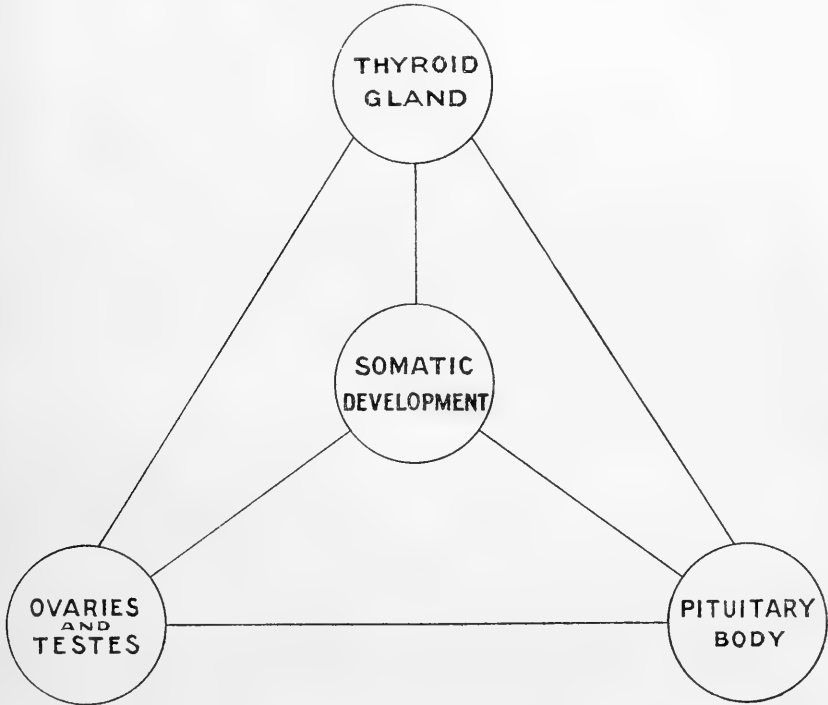 THYROID
GLAND
SOMATIC
DEVELOPMENT
OVARIES
AND
TESTES
PITUITARY
BODY